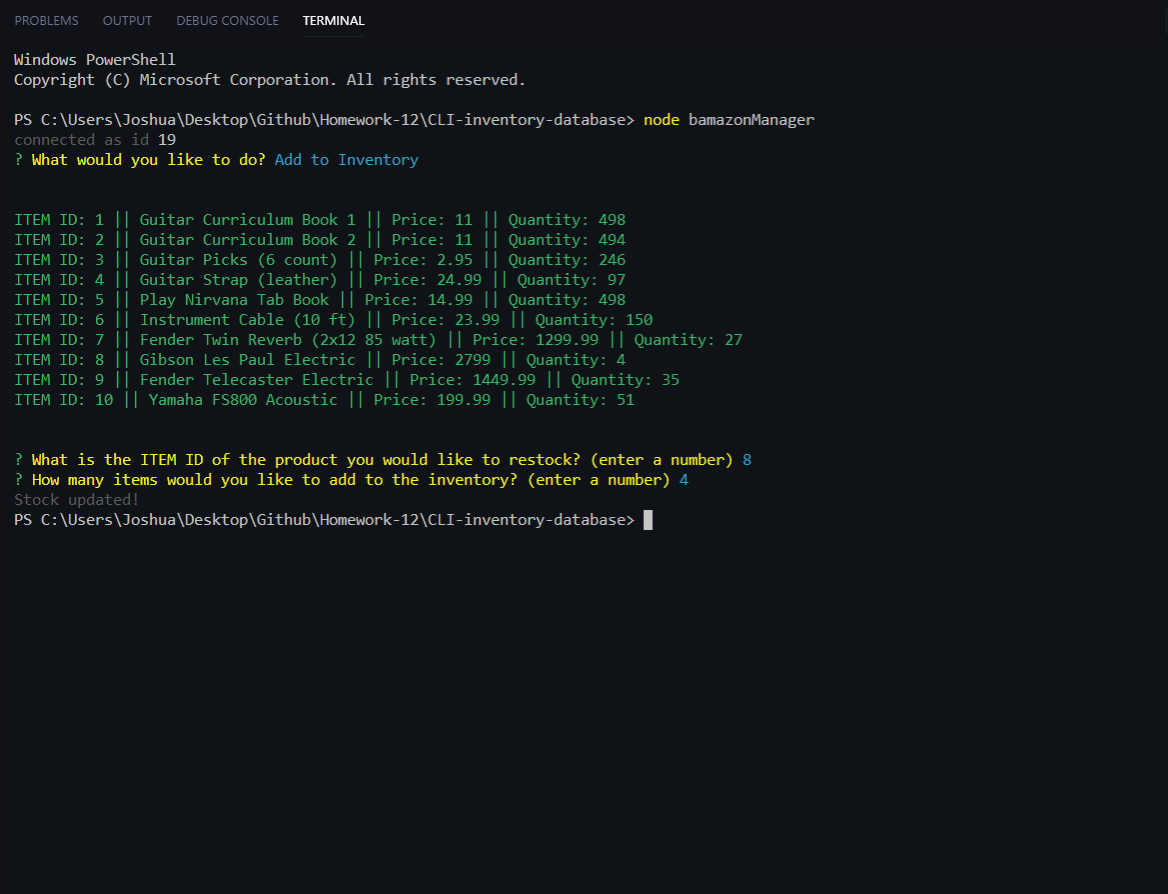 PROBLEMS OUTPUT DEBUG CONSOLE TERMINAL
Windows PowerShell
Copyright (C) Microsoft Corporation. All rights reserved.
PS C:\Users\Joshua\Desktop\Github\Homework-12\CLI-inventory-database> node bamazonManager
connected as id 19
? What would you like to do? Add to Inventory
ITEM ID: 1 || Guitar Curriculum Book 1 || Price: 11 || Quantity: 498
ITEM ID: 2 || Guitar Curriculum Book 2 || Price: 11 || Quantity: 494
ITEM ID: 3 || Guitar Picks (6 count) || Price: 2.95 || Quantity: 246
ITEM ID: 4 || Guitar Strap (leather) || Price: 24.99 || Quantity: 97
ITEM ID: 5 || Play Nirvana Tab Book || Price: 14.99 || Quantity: 498
ITEM ID: 6 || Instrument Cable (10 ft) || Price: 23.99 || Quantity: 150
ITEM ID: 7 || Fender Twin Reverb (2x12 85 watt) || Price: 1299.99 || Quantity: 27
ITEM ID: 8 || Gibson Les Paul Electric || Price: 2799 || Quantity: 4
ITEM ID: 9 || Fender Telecaster Electric || Price: 1449.99 || Quantity: 35
ITEM ID: 10 || Yamaha FS800 Acoustic || Price: 199.99 || Quantity: 51
? What is the ITEM ID of the product you would like to restock? (enter a number) 8
? How many items would you like to add to the inventory? (enter a number) 4
Stock updated!
PS C:\Users\Joshua\Desktop\Github\Homework-12\CLI-inventory-database>